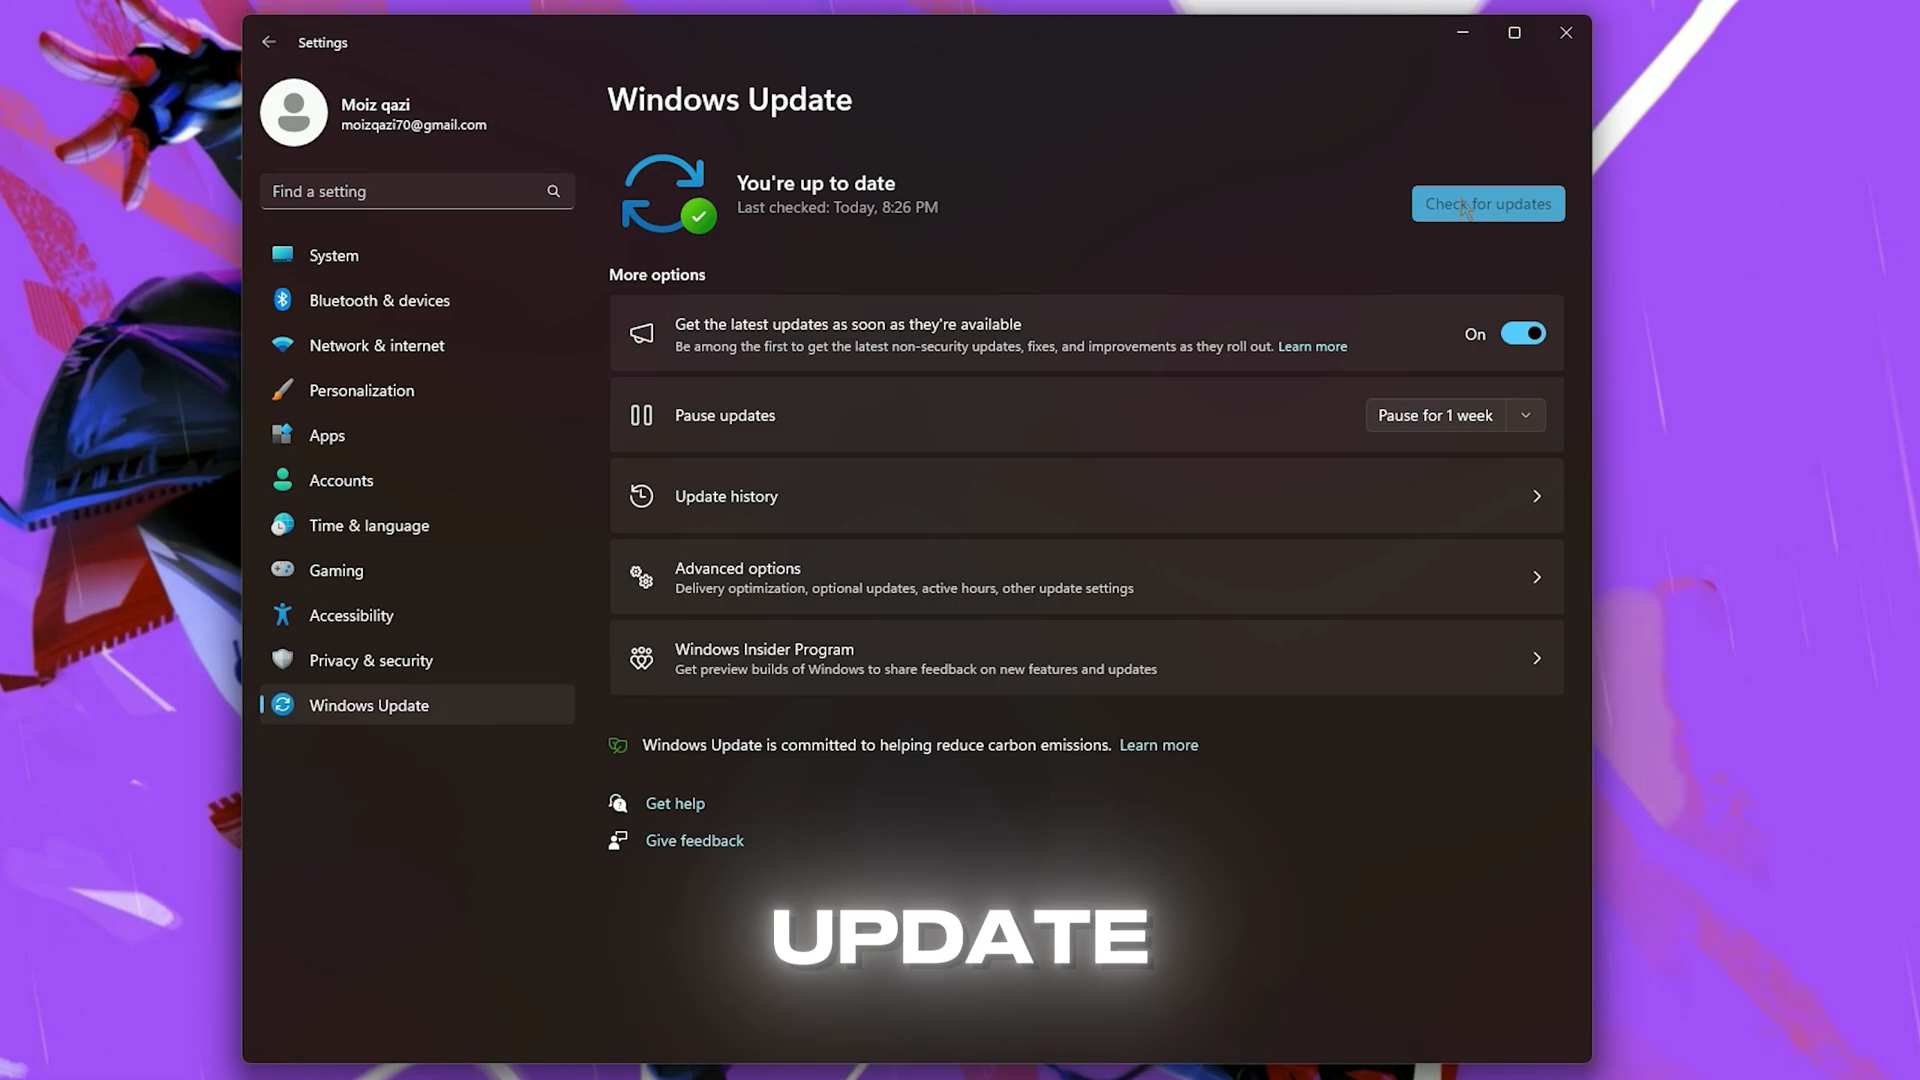 Settings
Moiz qazi
moizqazi70@gmail.com
Find a setting
System
Bluetooth & devices
Network & internet
Personalization
Apps
Accounts
Time & language
Gaming
Accessibility
Privacy & security
Windows Update
Windows Update
You're up to date
Last checked: Today, 8:26 PM
Check for updates
More options
Get the latest updates as soon as they're available
Be among the first to get the latest non-security updates, fixes, and improvements as they roll out. Learn more
On
Pause updates
Pause for 1 week
Update history
Advanced options
Delivery optimization, optional updates, active hours, other update settings
Windows Insider Program
Get preview builds of Windows to share feedback on new features and updates
Windows Update is committed to helping reduce carbon emissions. Learn more
Get help
Give feedback
UPDATE